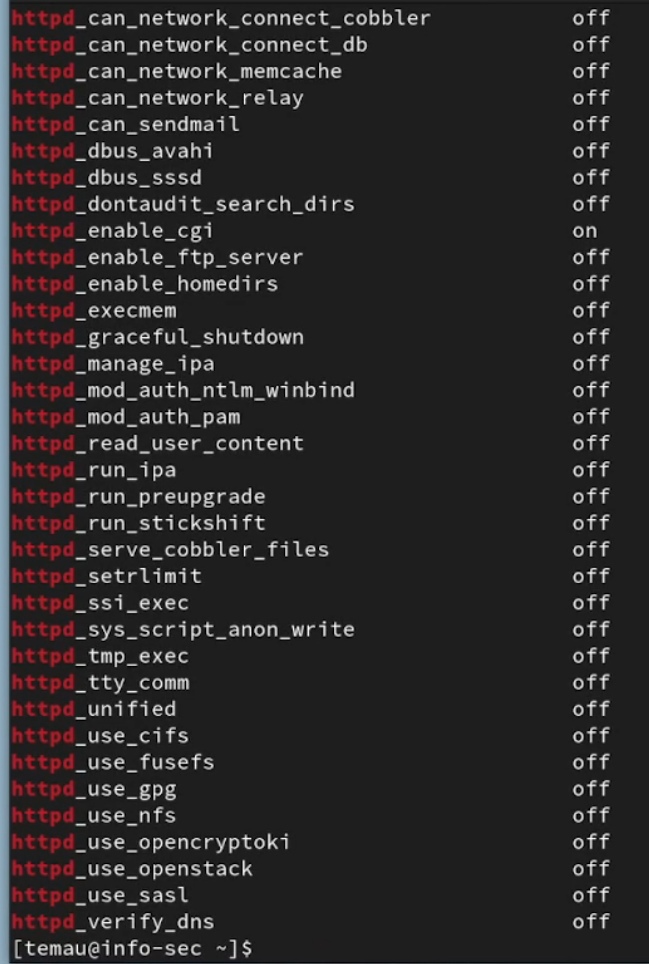 httpd_can_network_connect_cobbler off
httpd_can_network_connect_db off
httpd_can_network_memcache off
httpd_can_network_relay off
httpd_can_sendmail off
httpd_dbus_avahi off
httpd_dbus_sssd off
httpd_dontaudit_search_dirs off
httpd_enable_cgi on
httpd_enable_ftp_server off
httpd_enable_homedirs off
httpd_execmem off
httpd_graceful_shutdown off
httpd_manage_ipa off
httpd_mod_auth_ntlm_winbind off
httpd_mod_auth_pam off
httpd_read_user_content off
httpd_run_ipa off
httpd_run_preupgrade off
httpd_run_stickshift off
httpd_serve_cobbler_files off
httpd_setrlimit off
httpd_ssi_exec off
httpd_sys_script_anon_write off
httpd_tmp_exec off
httpd_tty_comm off
httpd_unified off
httpd_use_cifs off
httpd_use_fusefs off
httpd_use_gpg off
httpd_use_nfs off
httpd_use_opencryptoki off
httpd_use_openstack off
httpd_use_sasl off
httpd_verify_dns off
[temau@info-sec ~]$